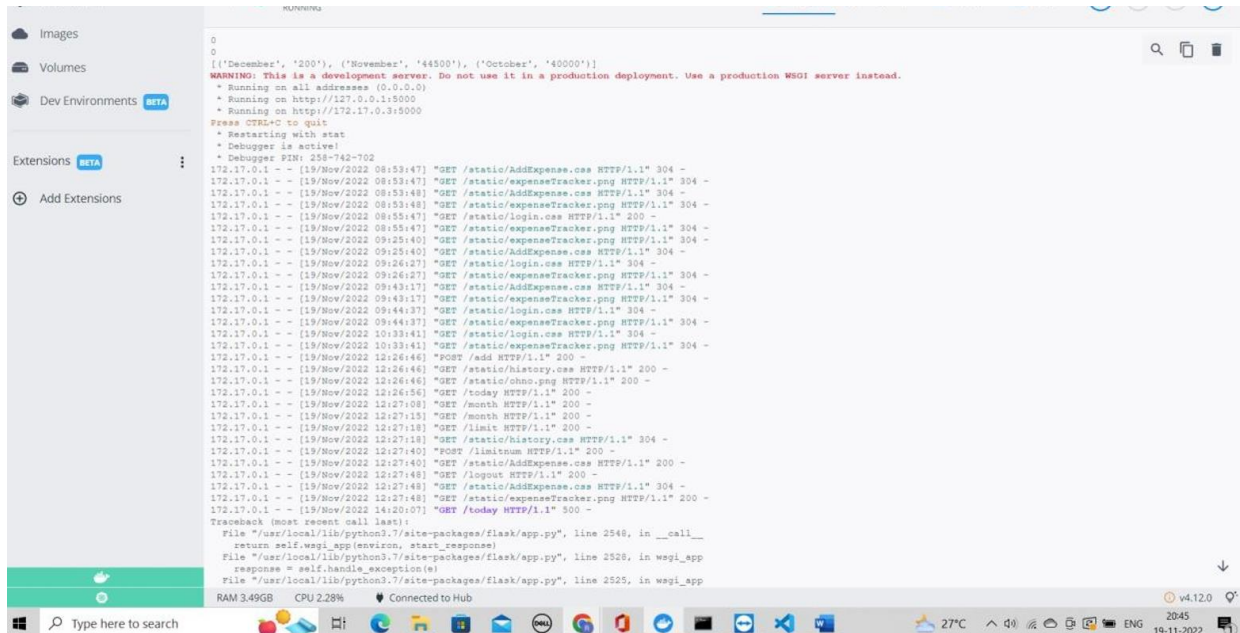 RUNNING
Images
Volumes
Dev Environments BETA
Extensions BETA
Add Extensions
0
0
[('December', '200'), ('November', '44500'), ('October', '40000')]
WARNING: This is a development server. Do not use it in a production deployment. Use a production WSGI server instead.
* Running on all addresses (0.0.0.0)
* Running on http://127.0.0.1:5000
* Running on http://172.17.0.3:5000
Press CTRL+C to quit
* Restarting with stat
* Debugger is active!
* Debugger PIN: 258-742-702
172.17.0.1 - - [19/Nov/2022 08:53:47] "GET /static/AddExpense.css HTTP/1.1" 304 -
172.17.0.1 - - [19/Nov/2022 08:53:47] "GET /static/expenseTracker.png HTTP/1.1" 304 -
172.17.0.1 - - [19/Nov/2022 08:53:48] "GET /static/AddExpense.css HTTP/1.1" 304 -
172.17.0.1 - - [19/Nov/2022 08:53:48] "GET /static/expenseTracker.png HTTP/1.1" 304 -
172.17.0.1 - - [19/Nov/2022 08:55:47] "GET /static/login.css HTTP/1.1" 200 -
172.17.0.1 - - [19/Nov/2022 08:55:47] "GET /static/expenseTracker.png HTTP/1.1" 304 -
172.17.0.1 - - [19/Nov/2022 09:25:40] "GET /static/expenseTracker.png HTTP/1.1" 304 -
172.17.0.1 - - [19/Nov/2022 09:25:40] "GET /static/AddExpense.css HTTP/1.1" 304 -
172.17.0.1 - - [19/Nov/2022 09:26:27] "GET /static/login.css HTTP/1.1" 304 -
172.17.0.1 - - [19/Nov/2022 09:26:27] "GET /static/expenseTracker.png HTTP/1.1" 304 -
172.17.0.1 - - [19/Nov/2022 09:43:17] "GET /static/AddExpense.css HTTP/1.1" 304 -
172.17.0.1 - - [19/Nov/2022 09:43:17] "GET /static/expenseTracker.png HTTP/1.1" 304 -
172.17.0.1 - - [19/Nov/2022 09:44:37] "GET /static/login.css HTTP/1.1" 304 -
172.17.0.1 - - [19/Nov/2022 09:44:37] "GET /static/expenseTracker.png HTTP/1.1" 304 -
172.17.0.1 - - [19/Nov/2022 10:33:41] "GET /static/login.css HTTP/1.1" 304 -
172.17.0.1 - - [19/Nov/2022 10:33:41] "GET /static/expenseTracker.png HTTP/1.1" 304 -
172.17.0.1 - - [19/Nov/2022 12:26:46] "POST /add HTTP/1.1" 200 -
172.17.0.1 - - [19/Nov/2022 12:26:46] "GET /static/history.css HTTP/1.1" 200 -
172.17.0.1 - - [19/Nov/2022 12:26:46] "GET /static/ohno.png HTTP/1.1" 200 -
172.17.0.1 - - [19/Nov/2022 12:26:56] "GET /today HTTP/1.1" 200 -
172.17.0.1 - - [19/Nov/2022 12:27:08] "GET /month HTTP/1.1" 200 -
172.17.0.1 - - [19/Nov/2022 12:27:15] "GET /month HTTP/1.1" 200 -
172.17.0.1 - - [19/Nov/2022 12:27:18] "GET /limit HTTP/1.1" 200 -
172.17.0.1 - - [19/Nov/2022 12:27:18] "GET /static/history.css HTTP/1.1" 304 -
172.17.0.1 - - [19/Nov/2022 12:27:40] "POST /limitnum HTTP/1.1" 200 -
172.17.0.1 - - [19/Nov/2022 12:27:40] "GET /static/AddExpense.css HTTP/1.1" 200 -
172.17.0.1 - - [19/Nov/2022 12:27:48] "GET /logout HTTP/1.1" 200 -
172.17.0.1 - - [19/Nov/2022 12:27:48] "GET /static/AddExpense.css HTTP/1.1" 304 -
172.17.0.1 - - [19/Nov/2022 12:27:48] "GET /static/expenseTracker.png HTTP/1.1" 200 -
172.17.0.1 - - [19/Nov/2022 14:20:07] "GET /today HTTP/1.1" 500 -
Traceback (most recent call last):
File "/usr/local/lib/python3.7/site-packages/flask/app.py", line 2548, in __call__
return self.wsgi_app(environ, start_response)
File "/usr/local/lib/python3.7/site-packages/flask/app.py", line 2528, in wsgi_app
response = self.handle_exception(e)
File "/usr/local/lib/python3.7/site-packages/flask/app.py", line 2525, in wsgi_app
RAM 3.49GB CPU 2.28% Connected to Hub v4.12.0
Type here to search
DELL
27°C ENG
20:45
19-11-2022